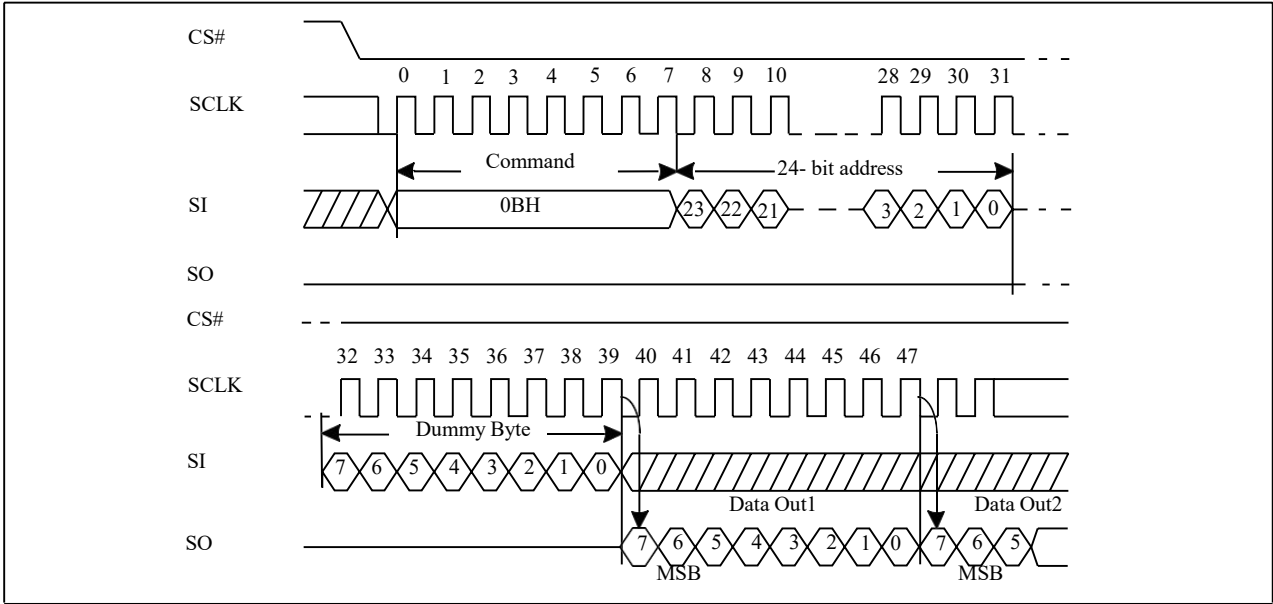 CS#
0 1 2 3 4 5 6 7 8 9 10 28 29 30 31
SCLK
Command 24- bit address
SI 0BH 23 22 21 3 2 1 0
SO
CS#
32 33 34 35 36 37 38 39 40 41 42 43 44 45 46 47
SCLK
Dummy Byte
SI 7 6 5 4 3 2 1 0
Data Out1 Data Out2
SO 7 6 5 4 3 2 1 0 7 6 5
MSB MSB